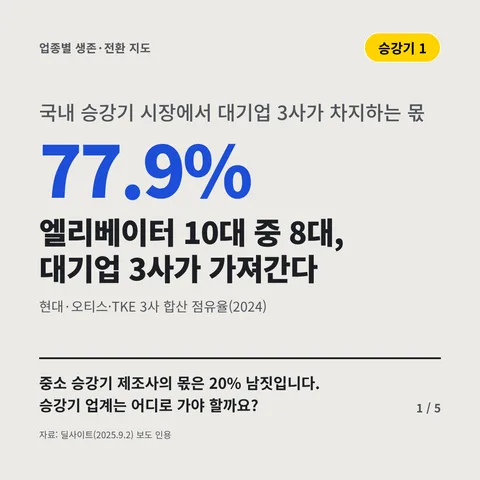 업종별 생존·전환 지도
승강기 1
국내 승강기 시장에서 대기업 3사가 차지하는 몫
77.9%
엘리베이터 10대 중 8대,
대기업 3사가 가져간다
현대·오티스·TKE 3사 합산 점유율(2024)
중소 승강기 제조사의 몫은 20% 남짓입니다.
승강기 업계는 어디로 가야 할까요?
1 / 5
자료: 딜사이트(2025.9.2) 보도 인용